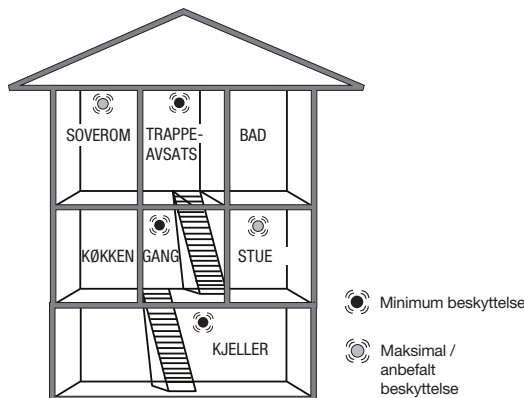 SOVEROM
TRAPPE-
AVSATS
BAD
KØKKEN
GANG
STUE
KJELLER
Minimum beskyttelse
Maksimal /
anbefalt
beskyttelse